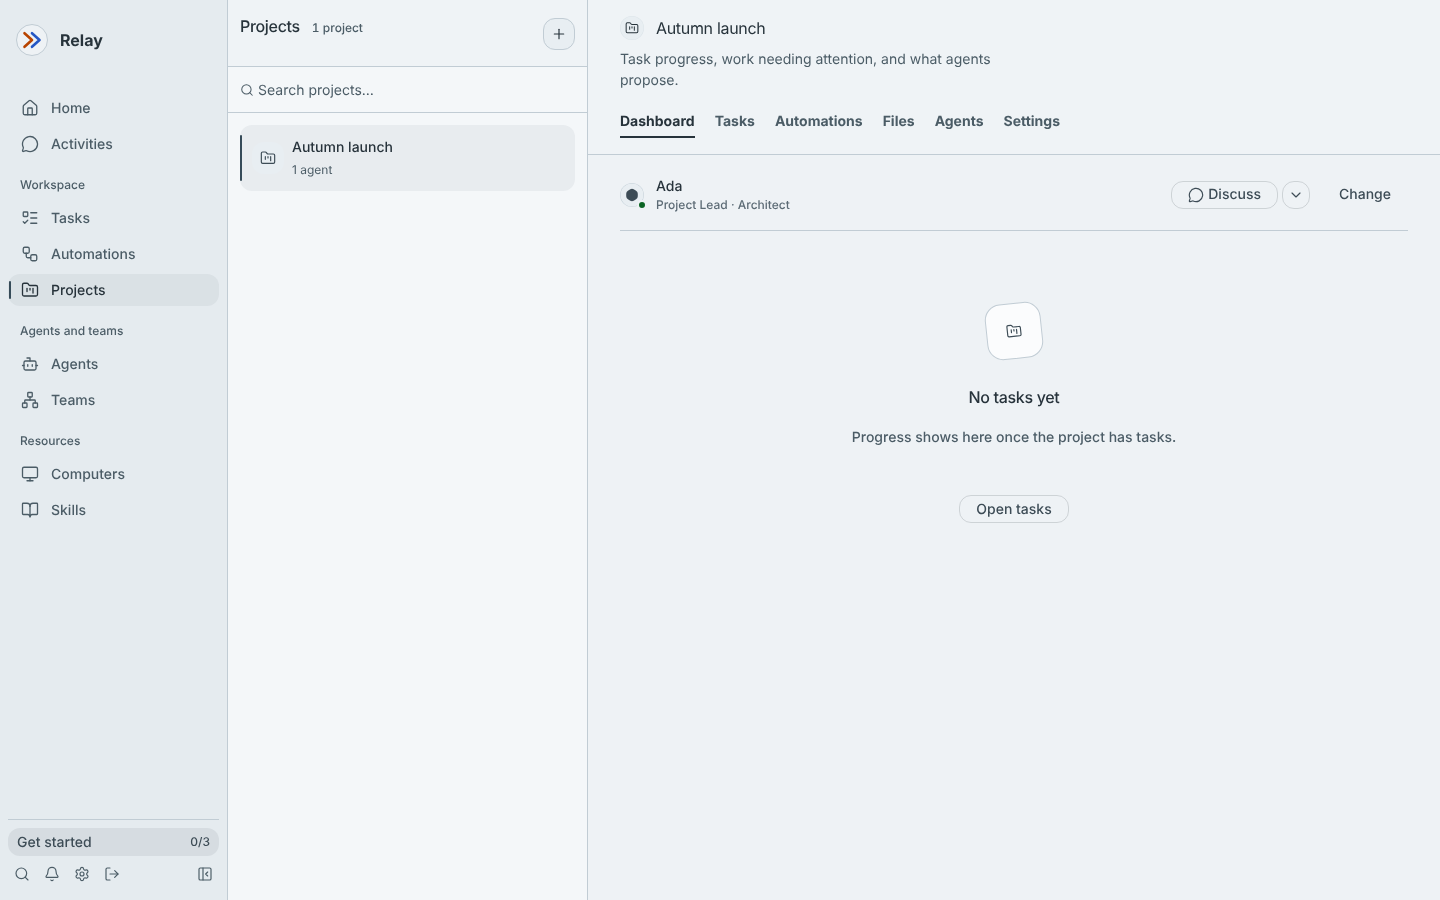 Relay
Home
Activities
Workspace
Tasks
Automations
Projects
Agents and teams
Agents
Teams
Resources
Computers
Skills
Get started 0/3
Projects 1 project
Search projects...
Autumn launch
1 agent
Autumn launch
Task progress, work needing attention, and what agents
propose.
Dashboard Tasks Automations Files Agents Settings
Ada
Project Lead · Architect
Discuss Change
No tasks yet
Progress shows here once the project has tasks.
Open tasks